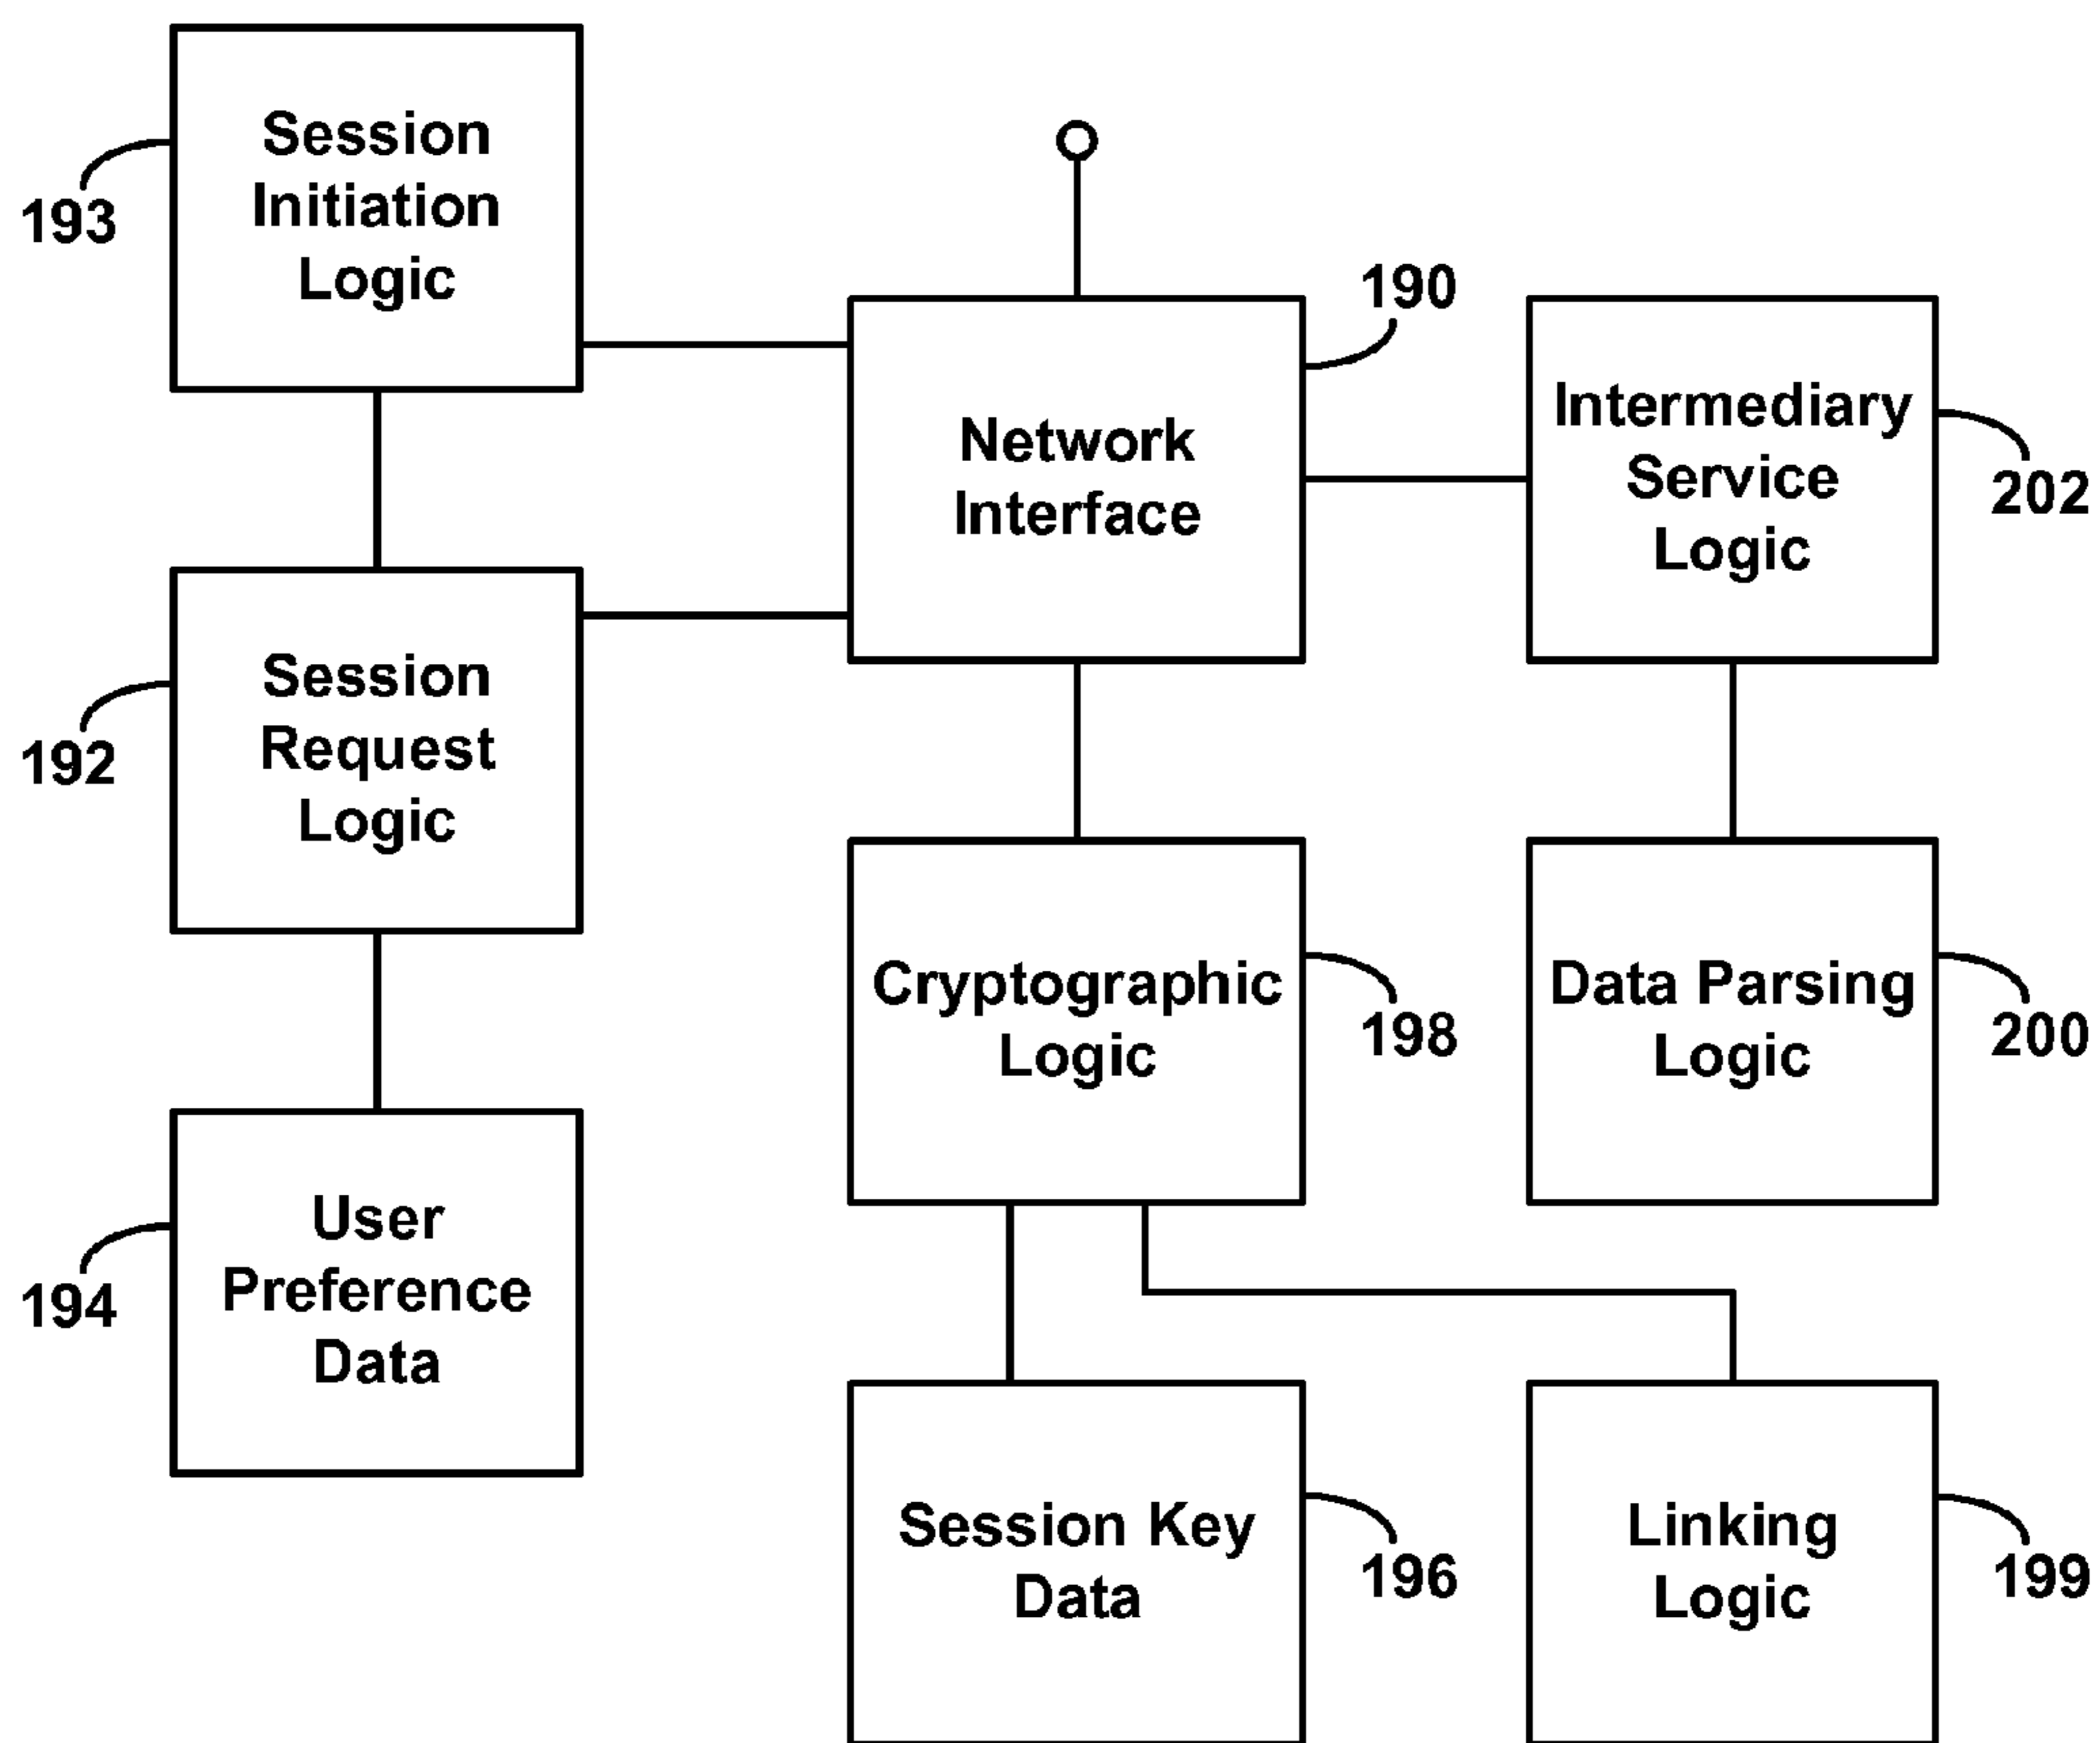 Session
Initiation
Logic
193
190
Network
Interface
Intermediary
Service
Logic
202
Session
Request
Logic
192
Cryptographic
Logic
198
Data Parsing
Logic
200
User
Preference
Data
194
Session Key
Data
196
Linking
Logic
199